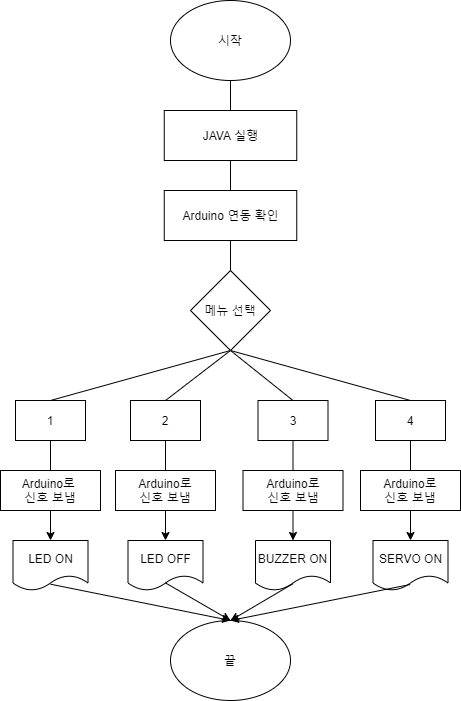 시작
JAVA 실행
Arduino 연동 확인
메뉴 선택
1
2
3
4
Arduino로
신호 보냄
Arduino로
신호 보냄
Arduino로
신호 보냄
Arduino로
신호 보냄
LED ON
LED OFF
BUZZER ON
SERVO ON
끝